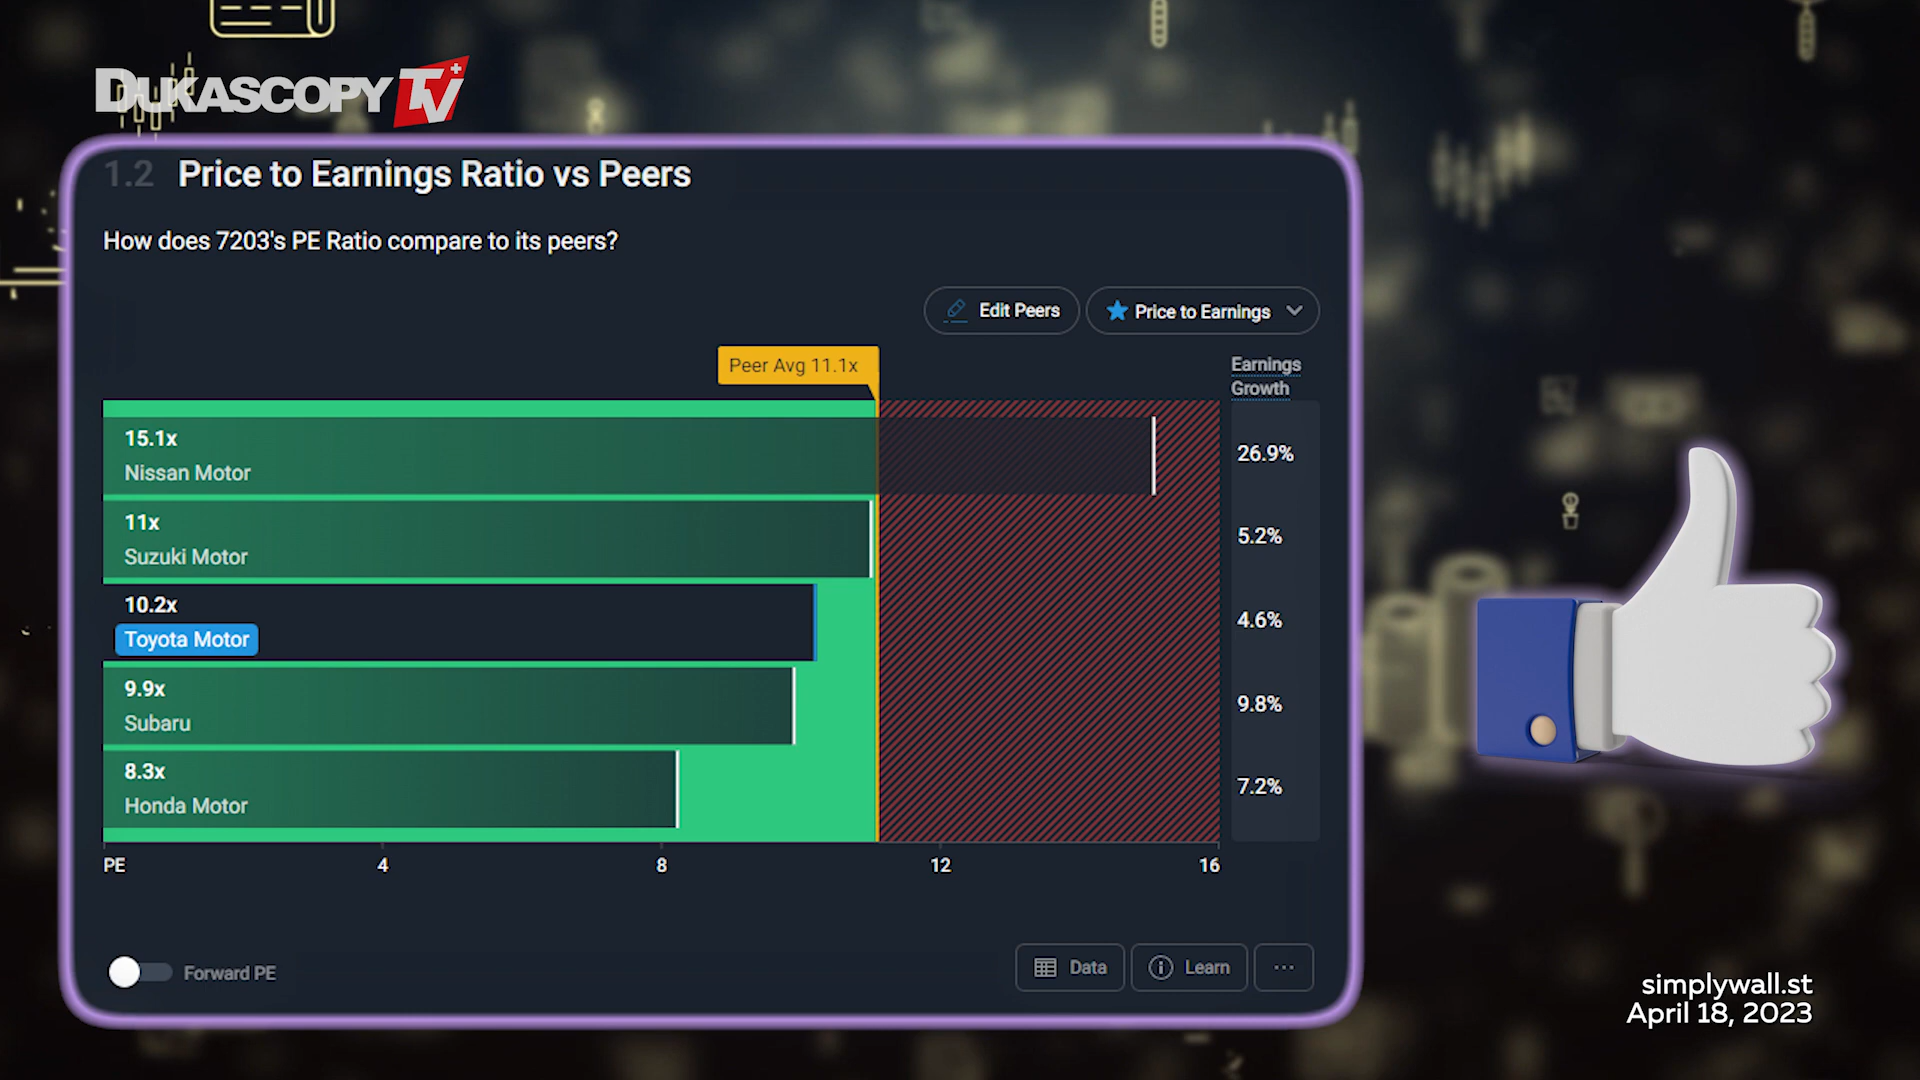 DUKASCOPY TV+
1.2 Price to Earnings Ratio vs Peers
How does 7203's PE Ratio compare to its peers?
Edit Peers
Price to Earnings
Peer Avg 11.1x
Earnings
Growth
15.1x
Nissan Motor
26.9%
11x
Suzuki Motor
5.2%
10.2x
Toyota Motor
4.6%
9.9x
Subaru
9.8%
8.3x
Honda Motor
7.2%
PE 4 8 12 16
Forward PE
Data
Learn
...
simplywall.st
April 18, 2023